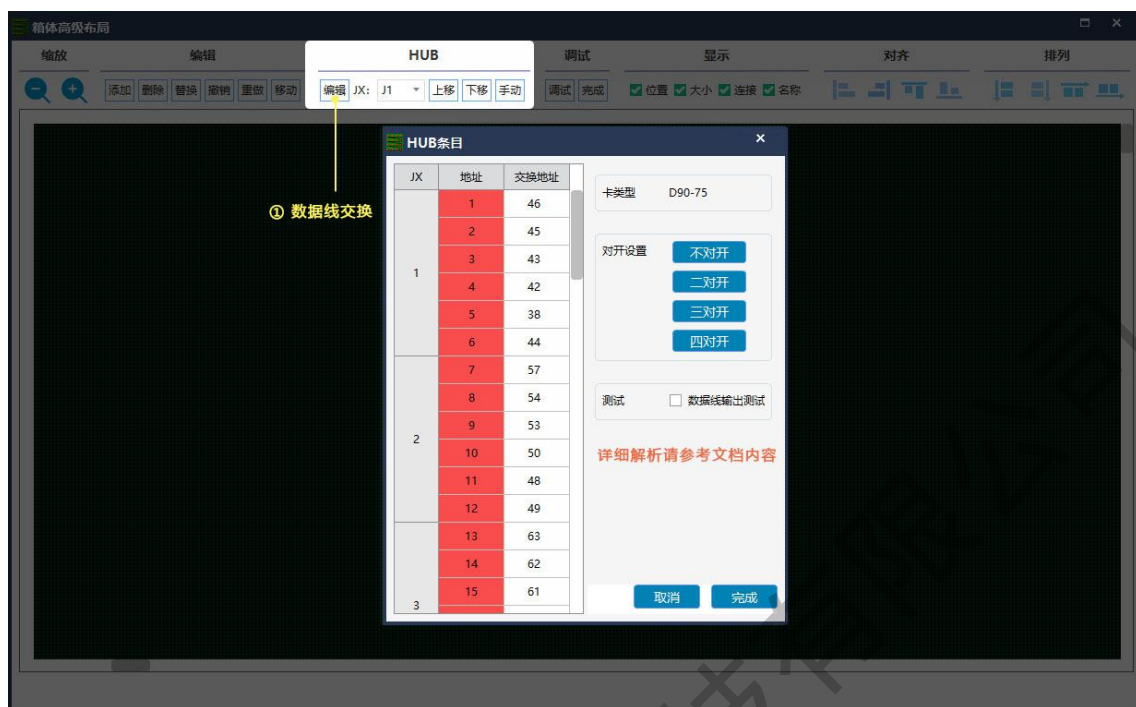 箱体高级布局
缩放 编辑 HUB 调试 显示 对齐 排列
添加 删除 替换 撤销 重做 移动 编辑 JX: J1 上移 下移 手动 调试 完成 位置 大小 连接 名称
① 数据线交换
HUB条目
JX 地址 交换地址
1 46
2 45
3 43
1
4 42
5 38
6 44
7 57
8 54
9 53
2
10 50
11 48
12 49
13 63
14 62
15 61
3
卡类型 D90-75
对开设置 不对开
二对开
三对开
四对开
测试 数据线输出测试
详细解析请参考文档内容
取消 完成
技有限公司